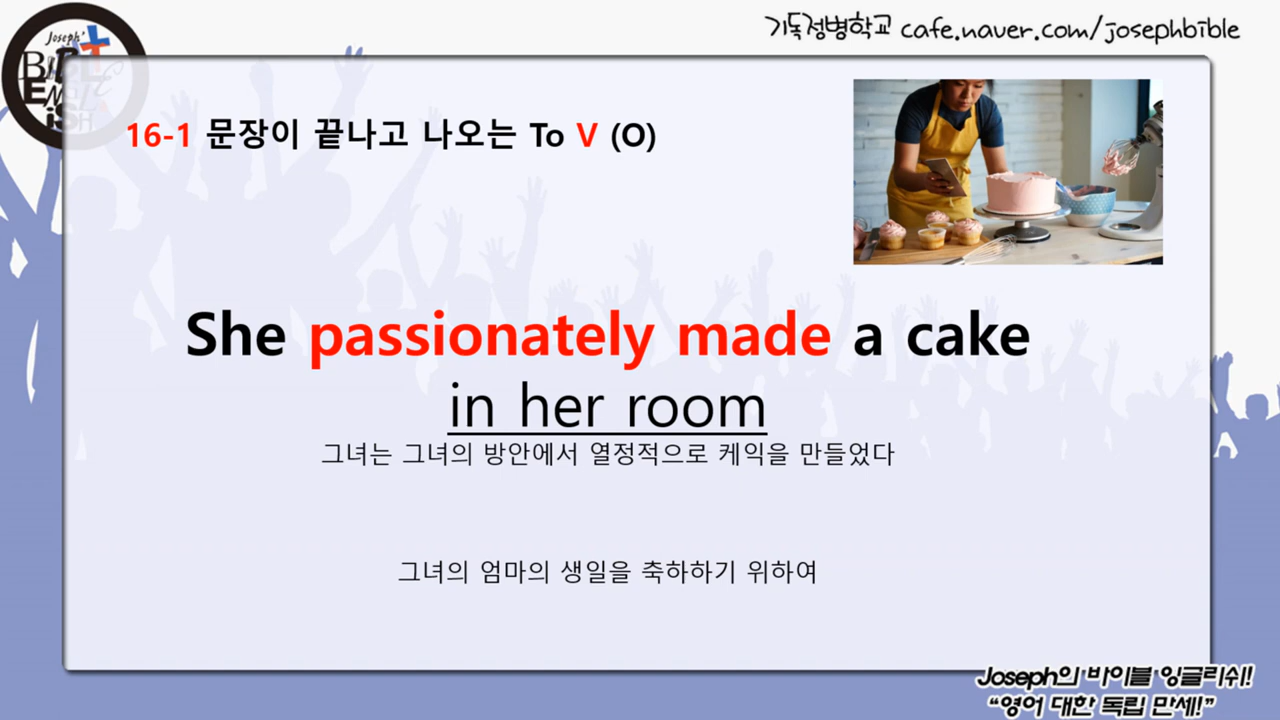 기독정병학교 cafe.naver.com/josephbible
Joseph'
BIBLE
ENGL
iSH
16-1 문장이 끝나고 나오는 To V (O)
She passionately made a cake
in her room
그녀는 그녀의 방안에서 열정적으로 케익을 만들었다
그녀의 엄마의 생일을 축하하기 위하여
Joseph의 바이블 잉글리쉬!
“영어 대한 독립 만세!”